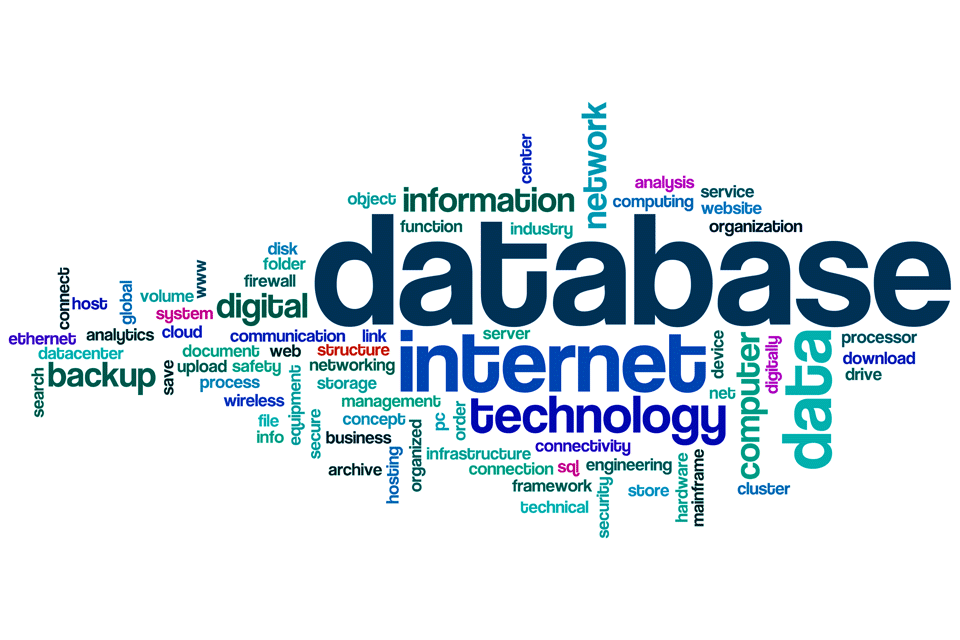 network
center
analysis
service
object
information
computing
website
function
industry
organization
database
disk
folder
firewall
www
connect
global
host
volume
system
digital
ethernet
analytics
cloud
communication
link
server
internet
device
computer
digitally
data
processor
datacenter
document
web
structure
download
search
backup
save
upload
safety
networking
drive
process
equipment
storage
net
wireless
management
technology
file
secure
concept
pc
order
info
business
organized
connectivity
infrastructure
archive
hosting
connection
sql
engineering
hardware
mainframe
framework
security
store
cluster
technical